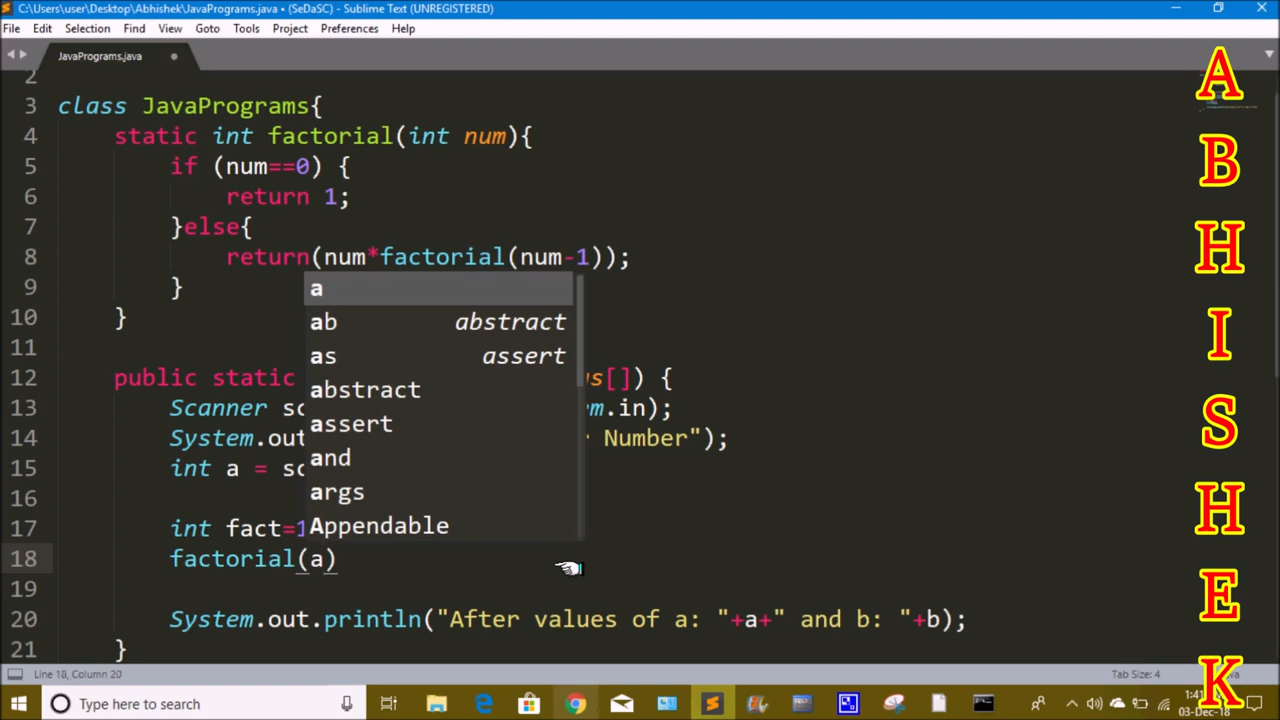 C:\Users\user\Desktop\Abhishek\JavaPrograms.java • (SeDaSC) - Sublime Text (UNREGISTERED)
File Edit Selection Find View Goto Tools Project Preferences Help
JavaPrograms.java
2
3 class JavaPrograms{
4 static int factorial(int num){
5 if (num==0) {
6 return 1;
7 }else{
8 return(num*factorial(num-1));
9 }
10 }
11
12 public static s[]) {
13 Scanner sc m.in);
14 System.out Number");
15 int a = sc
16
17 int fact=1
18 factorial(a)
19
20 System.out.println("After values of a: "+a+" and b: "+b);
21 }
a
ab abstract
as assert
abstract
assert
and
args
Appendable
Line 18, Column 20
Tab Size: 4
Type here to search
03-Dec-18
A
B
H
I
S
H
E
K